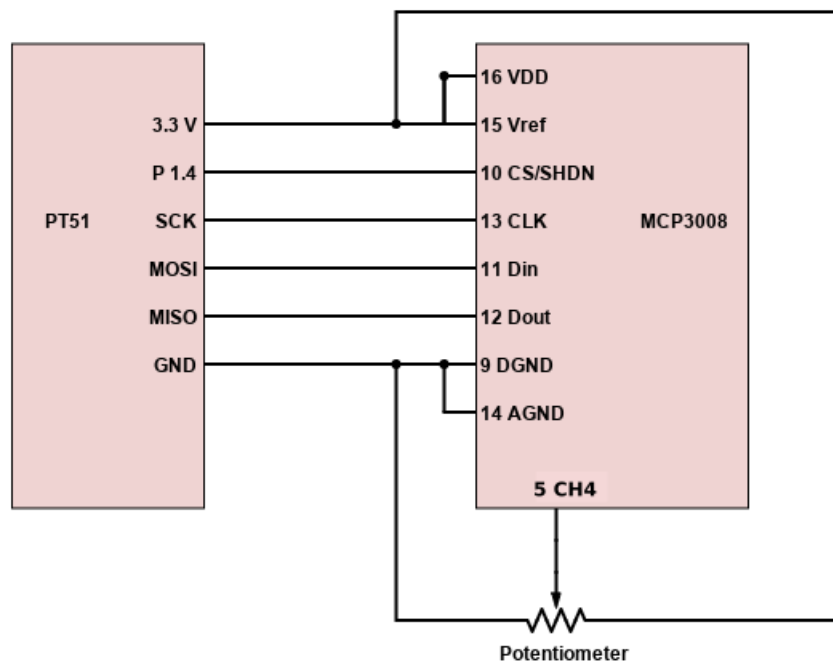 16 VDD
3.3 V
15 Vref
P 1.4
10 CS/SHDN
PT51
SCK
13 CLK
MCP3008
MOSI
11 Din
MISO
12 Dout
GND
9 DGND
14 AGND
5 CH4
Potentiometer